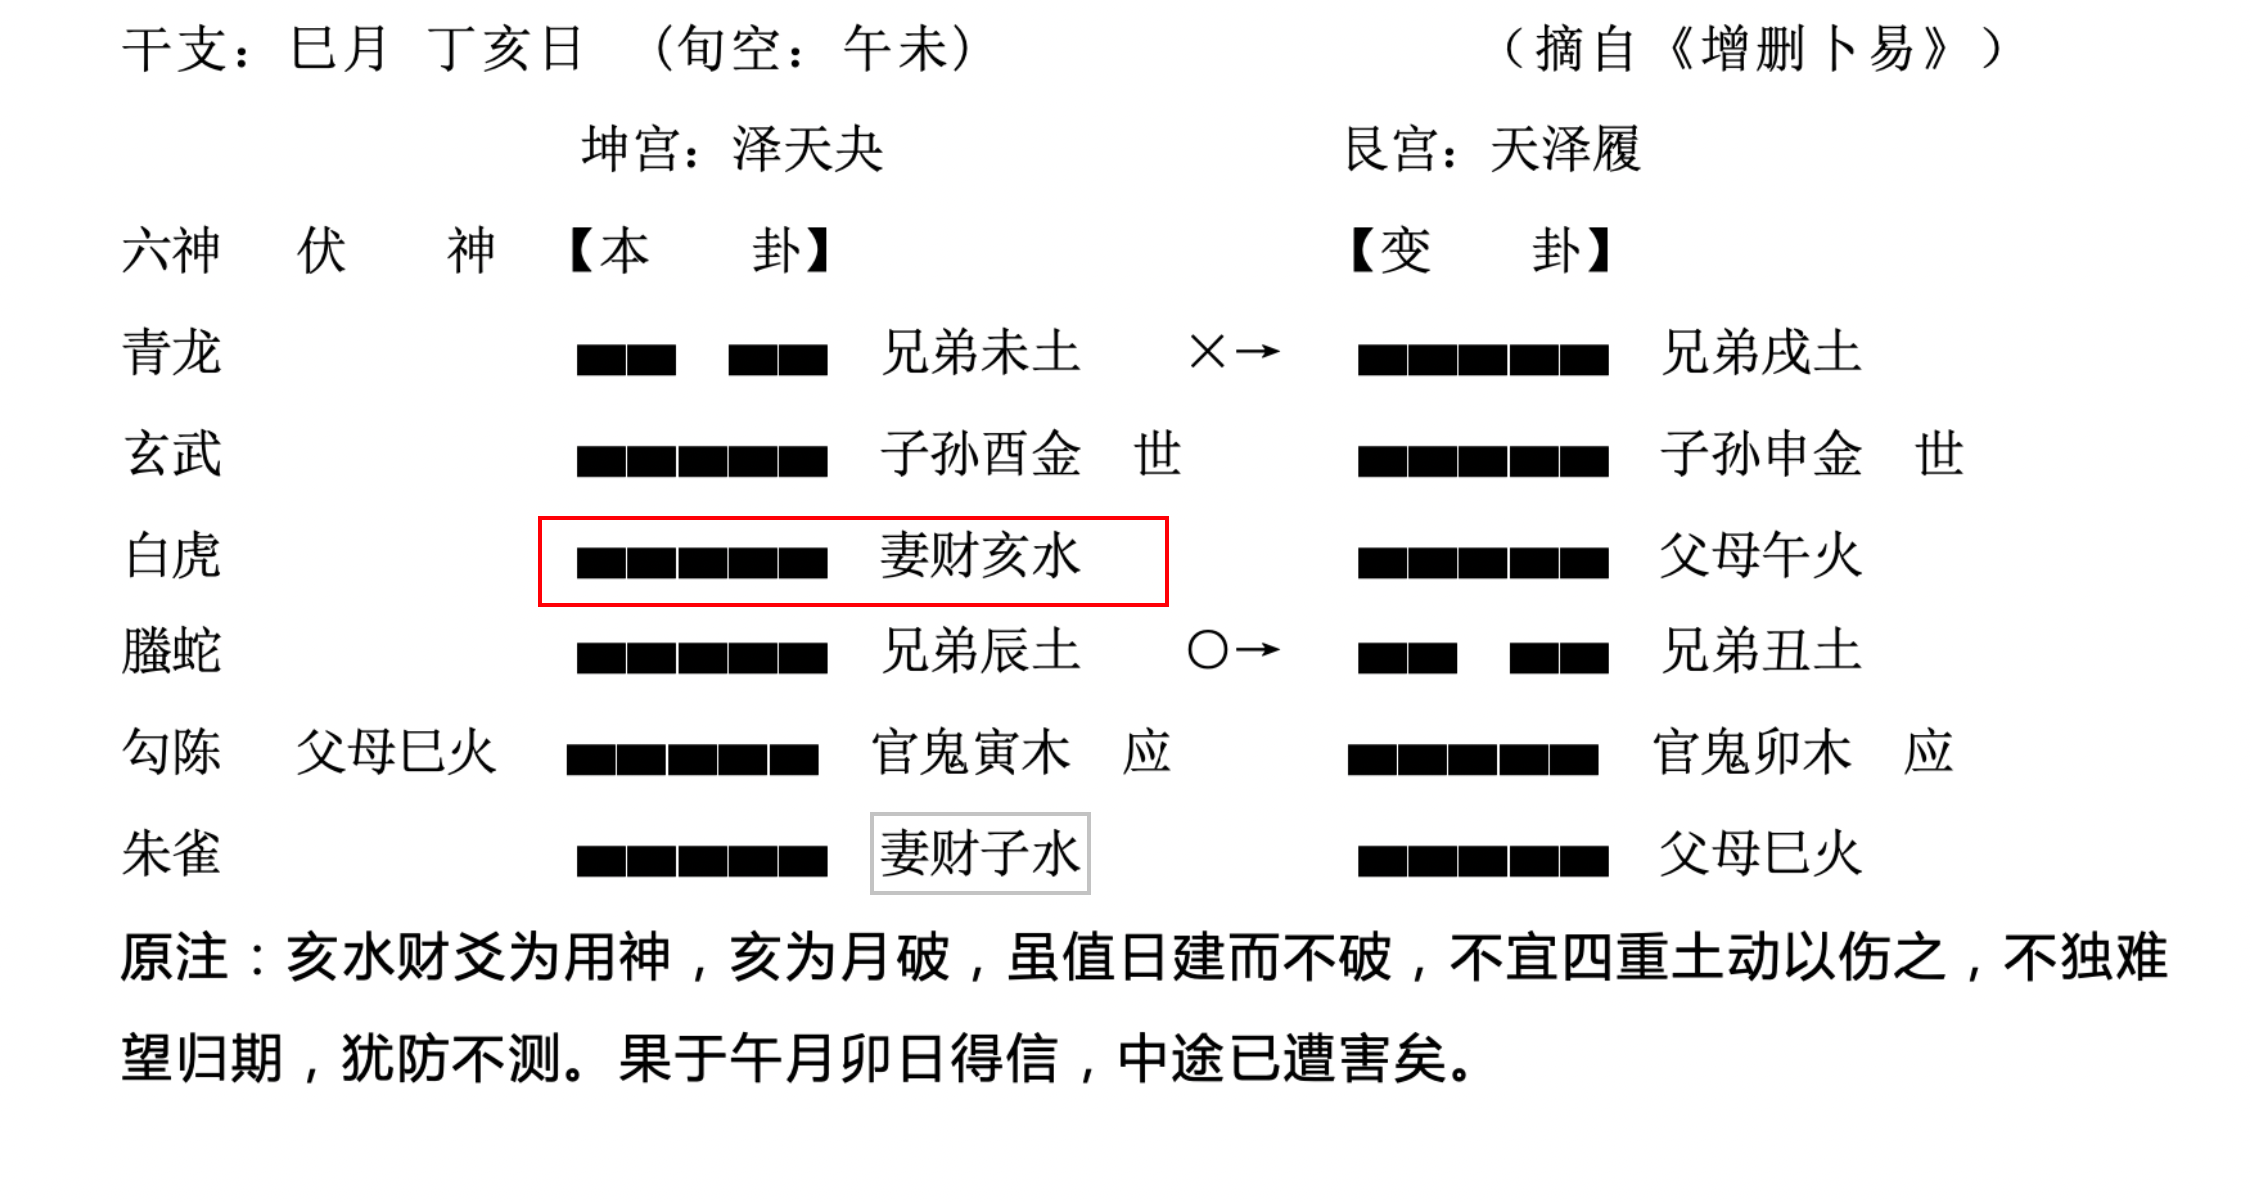 干支：巳月 丁亥日 (旬空：午未) （摘自《增删卜易》）
坤宫：泽天夬 艮宫：天泽履
六神 伏 神 【本 卦】 【变 卦】
青龙 兄弟未土 ×→ 兄弟戌土
玄武 子孙酉金 世 子孙申金 世
白虎 妻财亥水 父母午火
螣蛇 兄弟辰土 ○→ 兄弟丑土
勾陈 父母巳火 官鬼寅木 应 官鬼卯木 应
朱雀 妻财子水 父母巳火
原注：亥水财爻为用神，亥为月破，虽值日建而不破，不宜四重土动以伤之，不独难
望归期，犹防不测。果于午月卯日得信，中途已遭害矣。